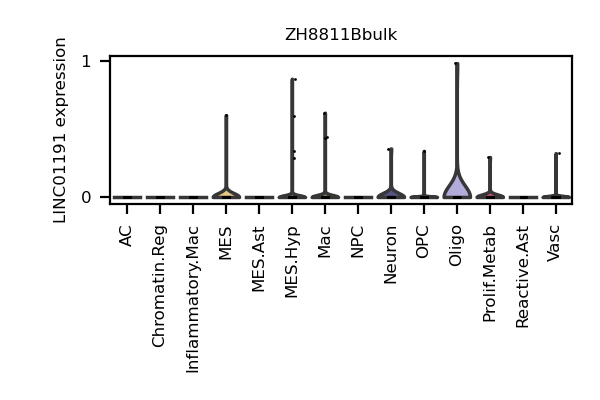 ZH8811Bbulk
LINC01191 expression
1
0
AC
Chromatin.Reg
Inflammatory.Mac
MES
MES.Ast
MES.Hyp
Mac
NPC
Neuron
OPC
Oligo
Prolif.Metab
Reactive.Ast
Vasc